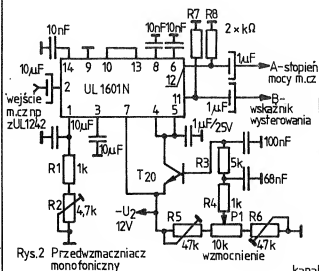 R7 R8
10nF 10nF 10nF 2×kΩ
14 9 10 13 8 6 1μF
10μF UL 1601N 12/ A-stopień
2 mocy m.cz
11 B-
wejście 1 3 7 4 5 1μF wskaźnik
m.cz np 10μF 10μF 1μF/25V wysterowania
z UL1242
100nF
R1 1k T20 R3 5k
68nF
R2 4,7k -U2 R4 1k
12V R5 P1 R6
Rys.2 Przedwzmacniacz 47k 10k 47k
monofoniczny wzmocnienie
kanał